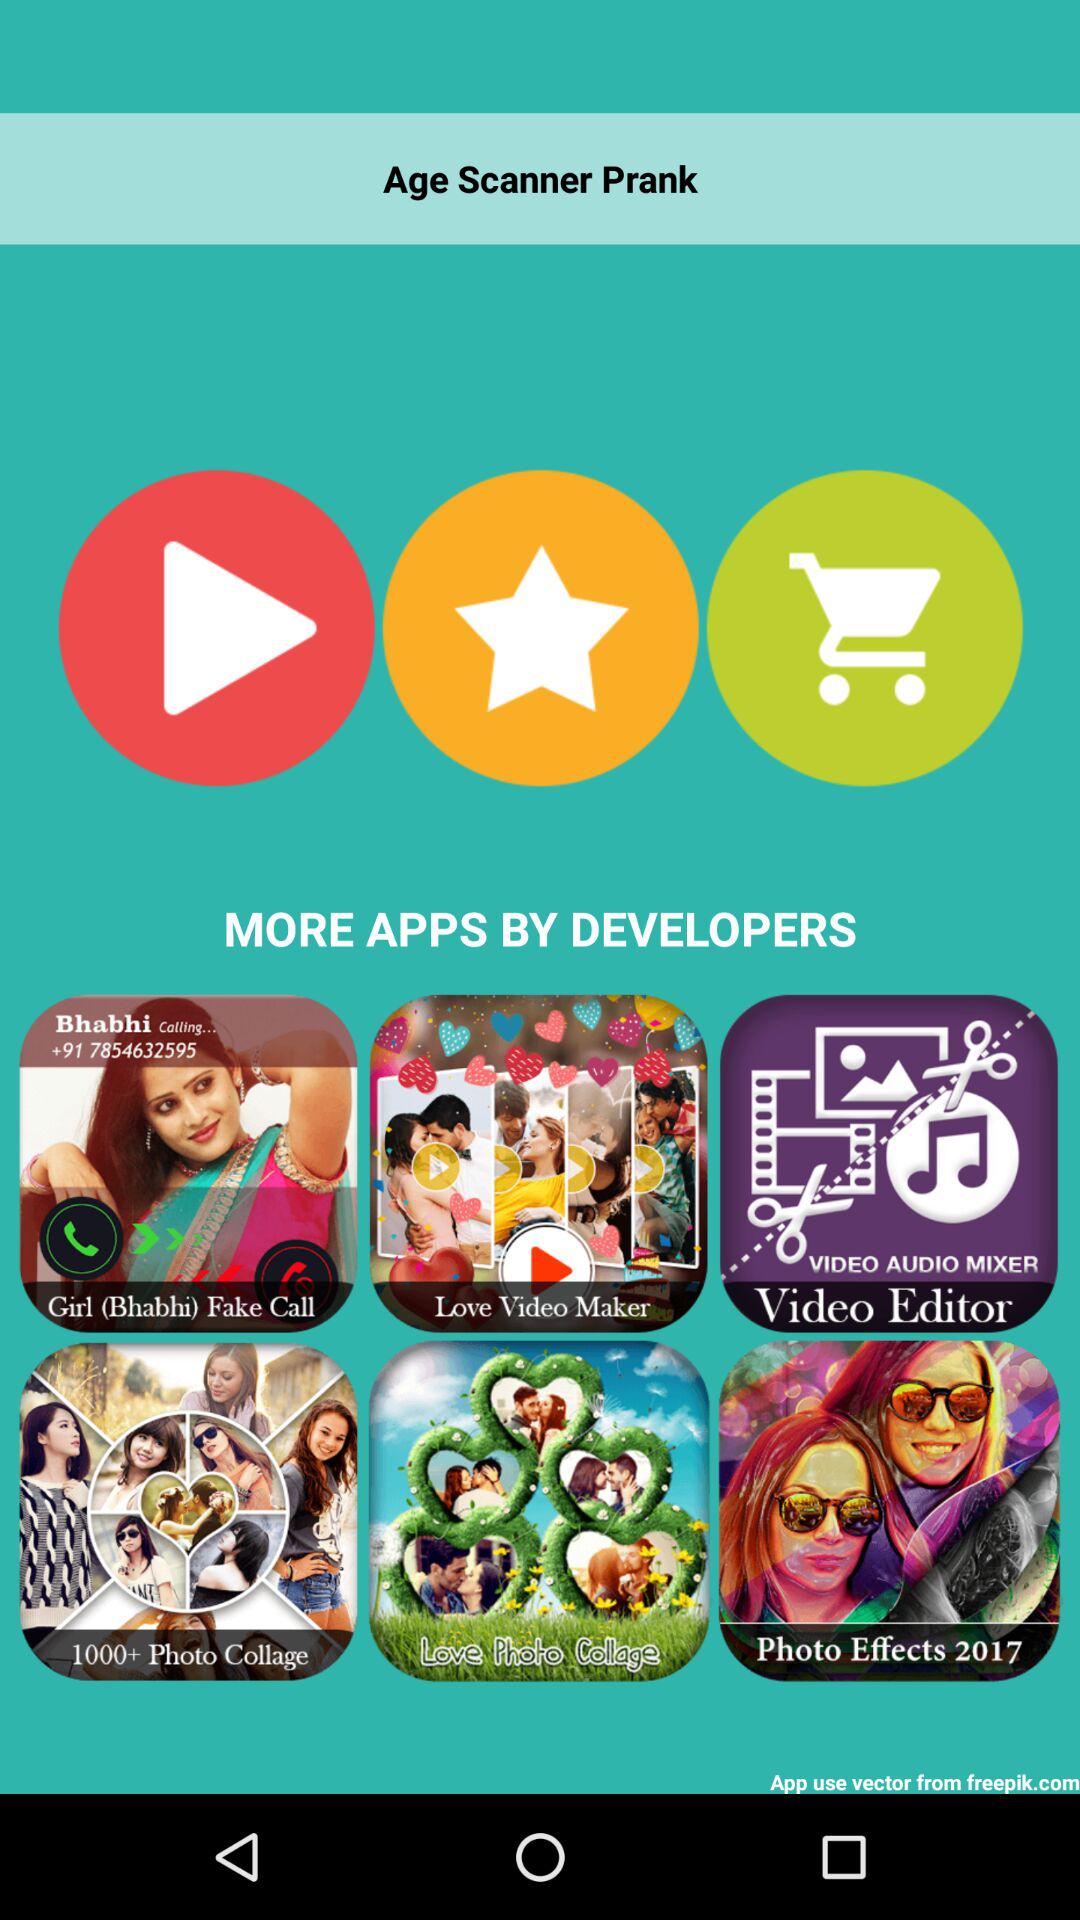 Age Scanner Prank
MORE APPS BY DEVELOPERS
Bhabhi Calling...
+91 7854632595
Girl (Bhabhi) Fake Call
Love Video Maker
VIDEO AUDIO MIXER
Video Editor
1000+ Photo Collage
Love Photo Collage
Photo Effects 2017
App use vector from freepik.com